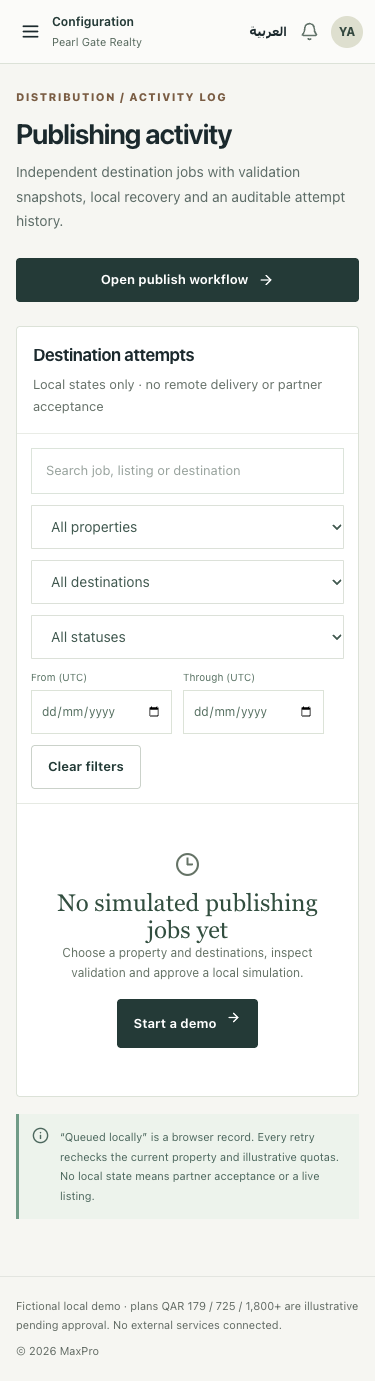 Configuration
Pearl Gate Realty
العربية
YA
DISTRIBUTION / ACTIVITY LOG
Publishing activity
Independent destination jobs with validation
snapshots, local recovery and an auditable attempt
history.
Open publish workflow →
Destination attempts
Local states only · no remote delivery or partner
acceptance
Search job, listing or destination
All properties
All destinations
All statuses
From (UTC)
Through (UTC)
dd/mm/yyyy
dd/mm/yyyy
Clear filters
No simulated publishing
jobs yet
Choose a property and destinations, inspect
validation and approve a local simulation.
Start a demo →
“Queued locally” is a browser record. Every retry
rechecks the current property and illustrative quotas.
No local state means partner acceptance or a live
listing.
Fictional local demo · plans QAR 179 / 725 / 1,800+ are illustrative
pending approval. No external services connected.
© 2026 MaxPro